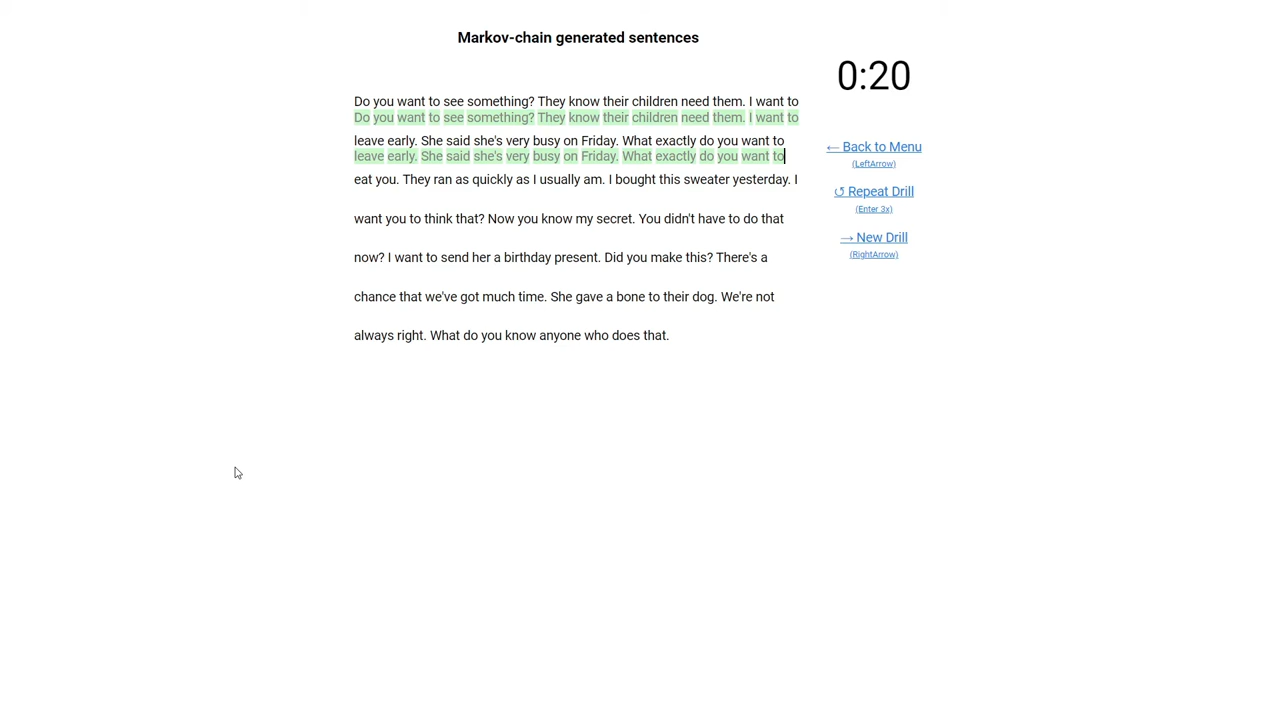 Markov-chain generated sentences
0:20
Do you want to see something? They know their children need them. I want to
Do you want to see something? They know their children need them. I want to
leave early. She said she's very busy on Friday. What exactly do you want to
leave early. She said she's very busy on Friday. What exactly do you want to
eat you. They ran as quickly as I usually am. I bought this sweater yesterday. I
want you to think that? Now you know my secret. You didn't have to do that
now? I want to send her a birthday present. Did you make this? There's a
chance that we've got much time. She gave a bone to their dog. We're not
always right. What do you know anyone who does that.
← Back to Menu
(LeftArrow)
↺ Repeat Drill
(Enter 3x)
→ New Drill
(RightArrow)